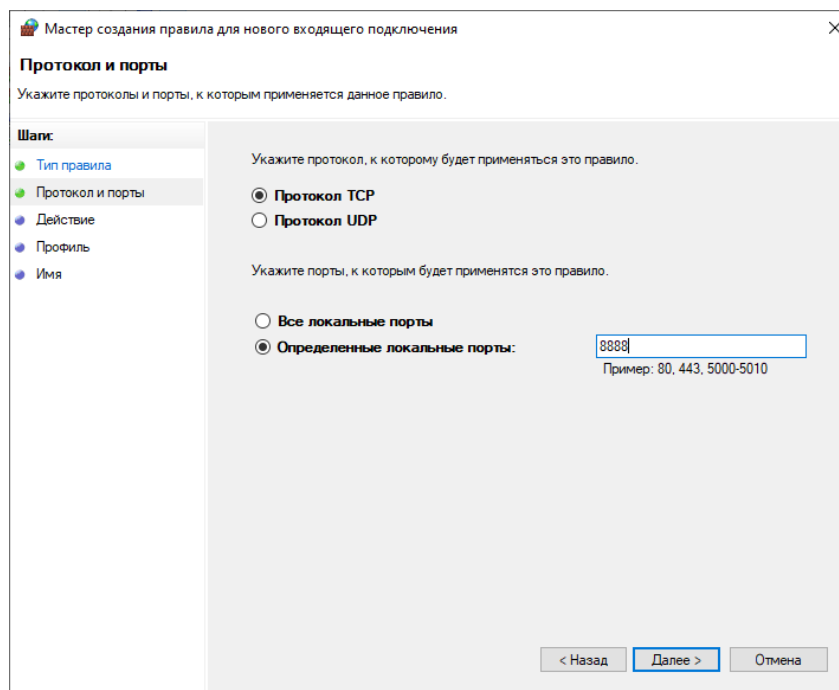 Мастер создания правила для нового входящего подключения
Протокол и порты
Укажите протоколы и порты, к которым применяется данное правило.
Шаги:
Тип правила
Протокол и порты
Действие
Профиль
Имя
Укажите протокол, к которому будет применяться это правило.
Протокол TCP
Протокол UDP
Укажите порты, к которым будет применятся это правило.
Все локальные порты
Определенные локальные порты:
8888
Пример: 80, 443, 5000-5010
< Назад
Далее >
Отмена